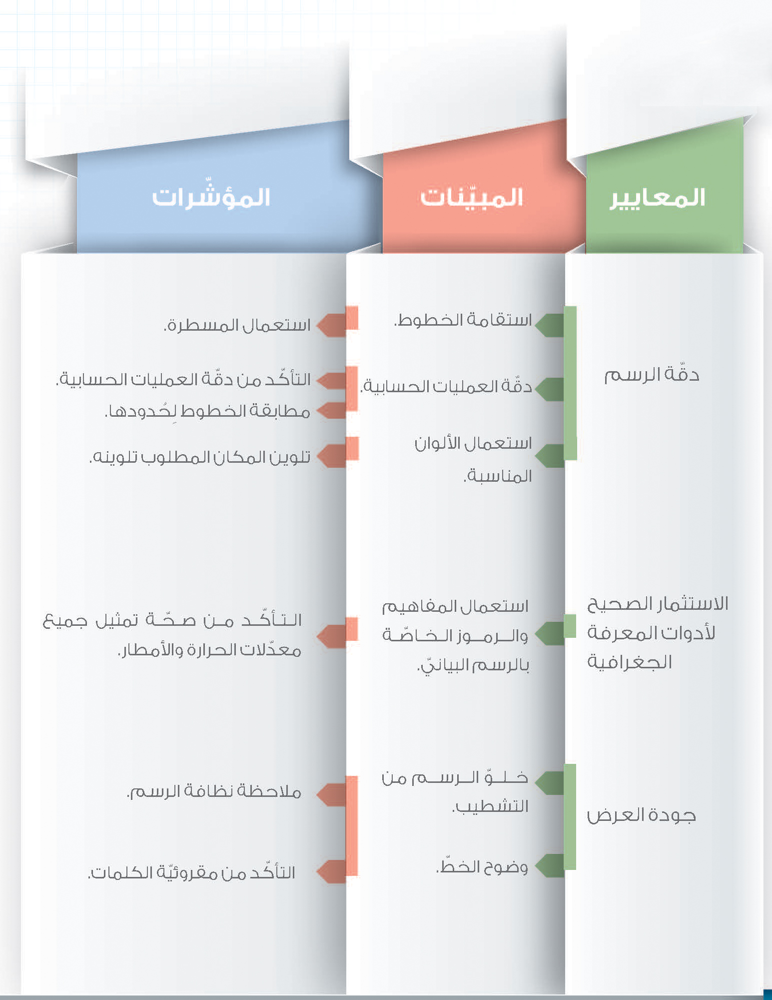 المعايير
المبيّنات
المؤشّرات
دقّة الرسم
استقامة الخطوط.
استعمال المسطرة.
دقّة العمليات الحسابية.
التأكّد من دقّة العمليات الحسابية.
مطابقة الخطوط لِحُدودها.
استعمال الألوان
المناسبة.
تلوين المكان المطلوب تلوينه.
الاستثمار الصحيح
لأدوات المعرفة
الجغرافية
استعمال المفاهيم
والرموز الخاصّة
بالرسم البيانيّ.
التأكّد من صحّة تمثيل جميع
معدّلات الحرارة والأمطار.
جودة العرض
خلوّ الرسم من
التشطيب.
ملاحظة نظافة الرسم.
وضوح الخطّ.
التأكّد من مقروئيّة الكلمات.